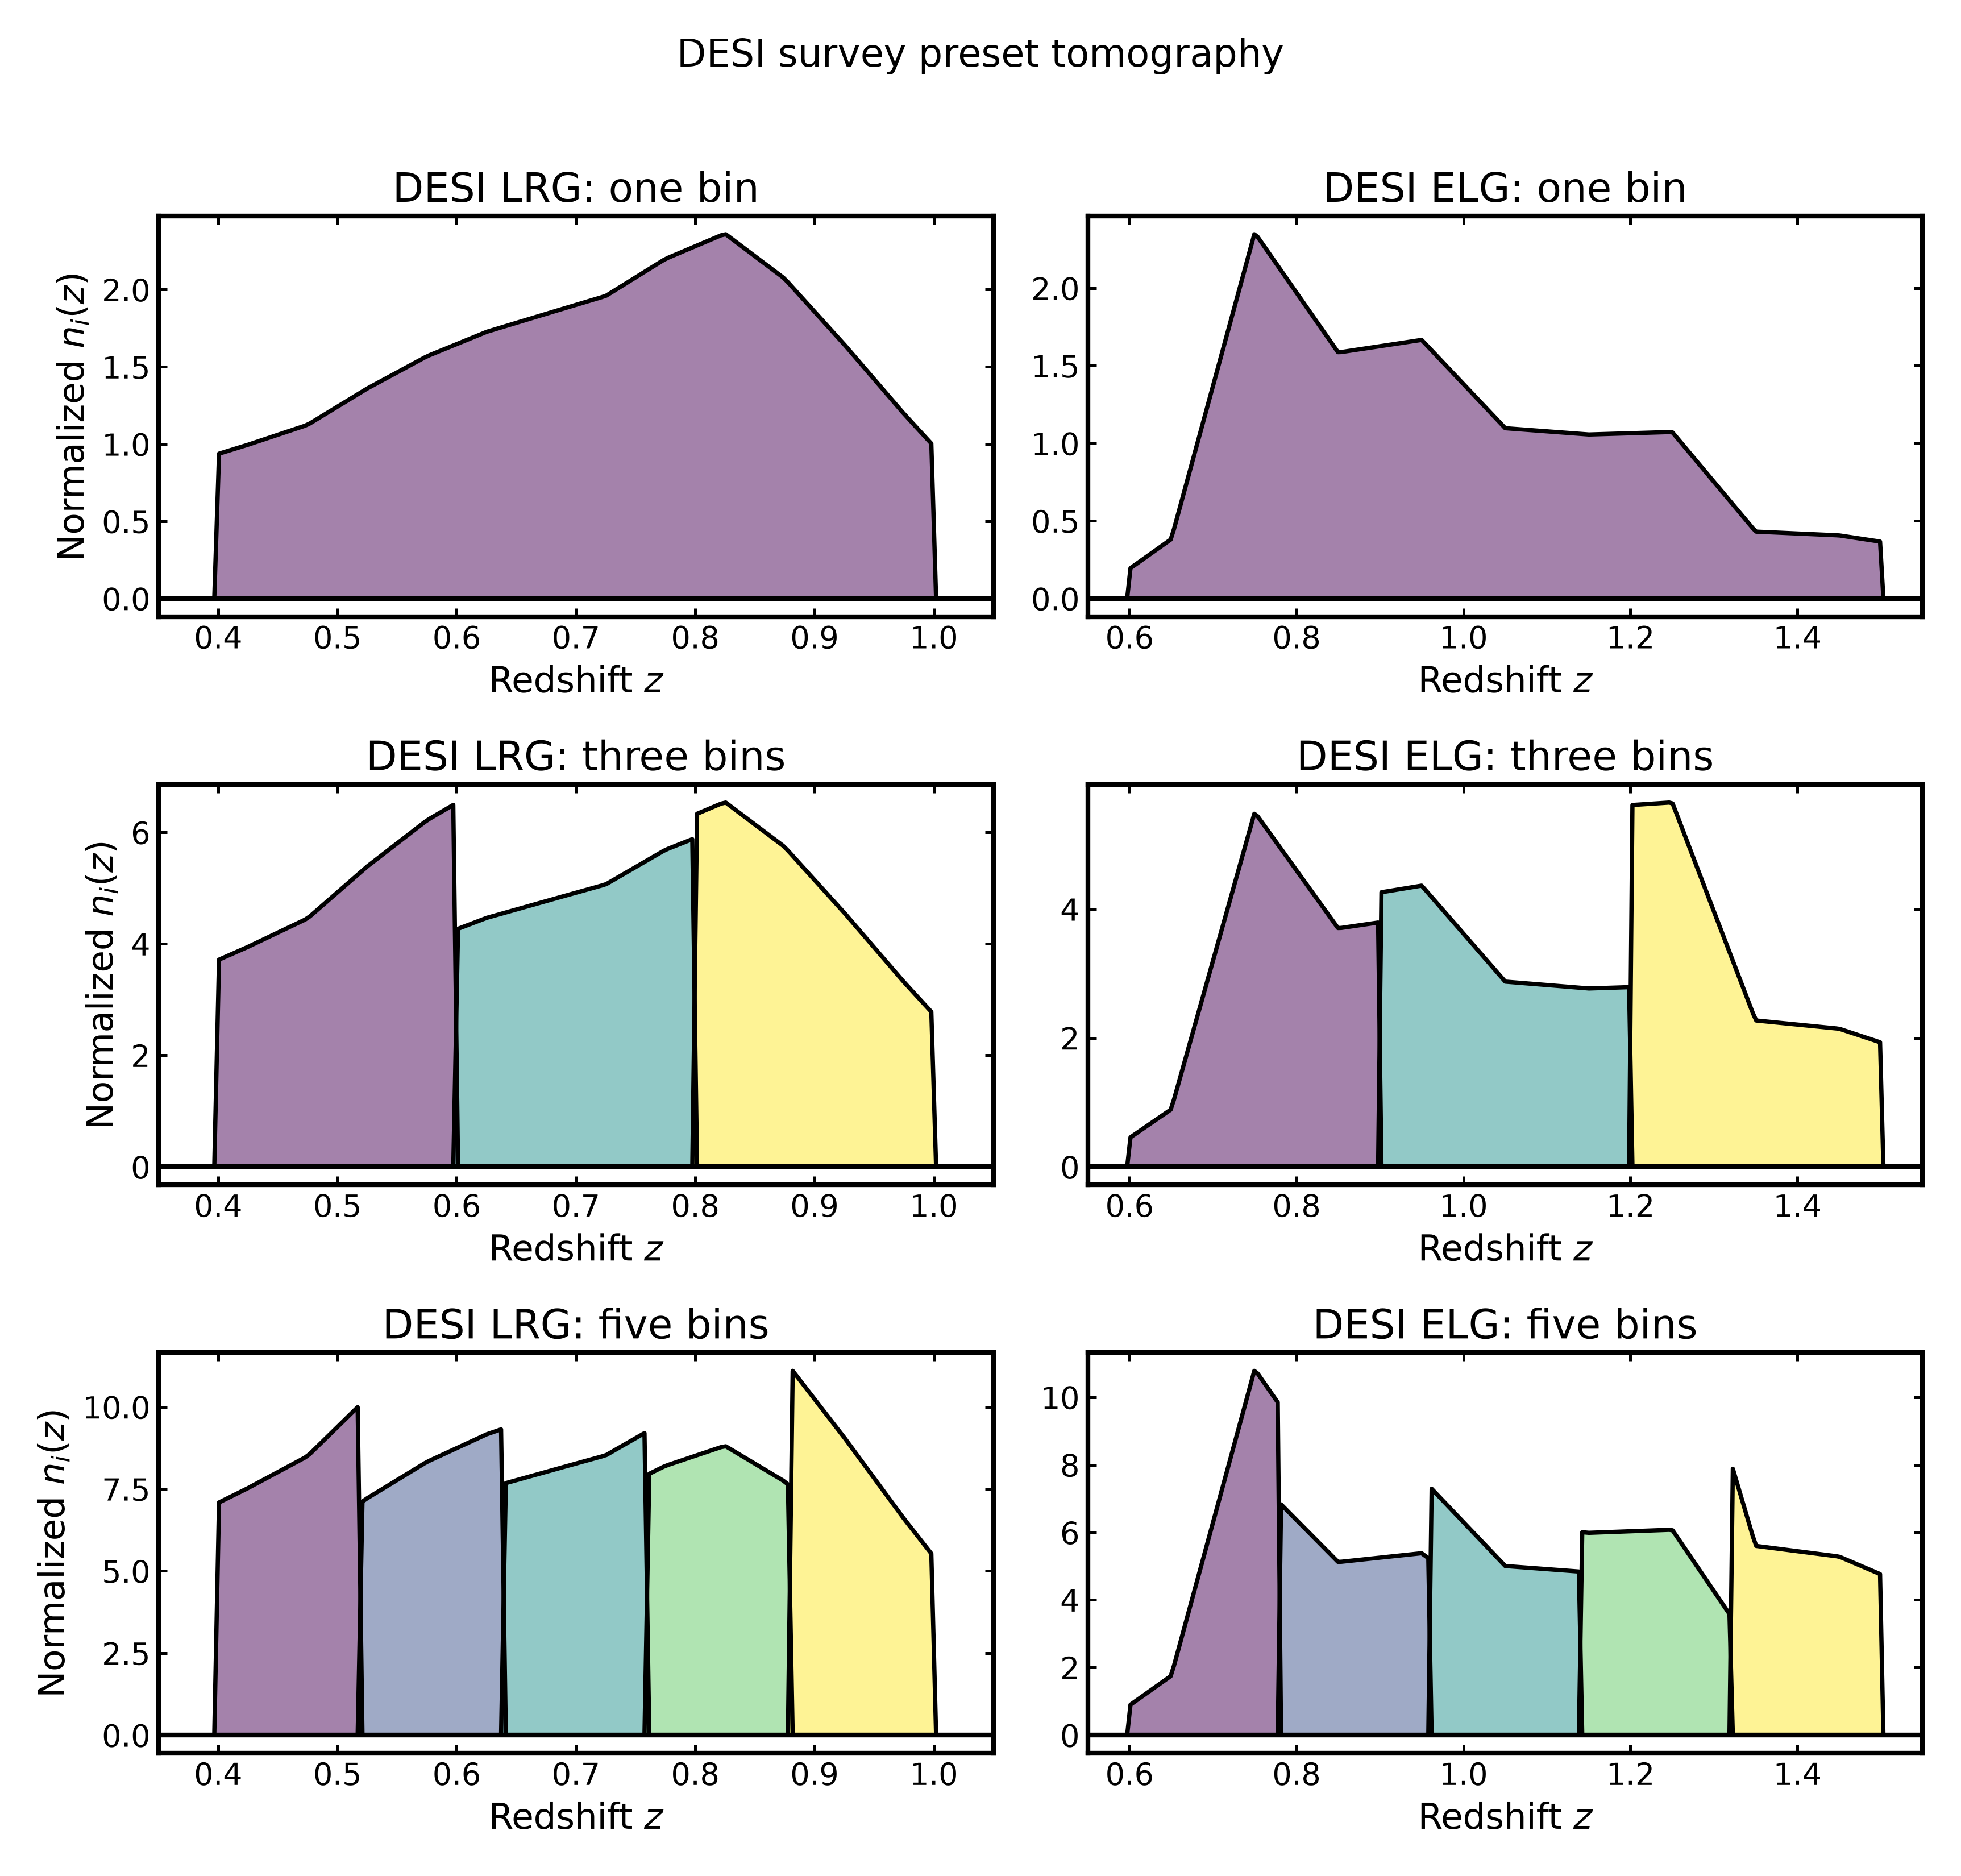 DESI survey preset tomography
DESI LRG: one bin
Normalized n_i(z)
2.0
1.5
1.0
0.5
0.0
0.4 0.5 0.6 0.7 0.8 0.9 1.0
Redshift z
DESI ELG: one bin
2.0
1.5
1.0
0.5
0.0
0.6 0.8 1.0 1.2 1.4
Redshift z
DESI LRG: three bins
Normalized n_i(z)
6
4
2
0
0.4 0.5 0.6 0.7 0.8 0.9 1.0
Redshift z
DESI ELG: three bins
4
2
0
0.6 0.8 1.0 1.2 1.4
Redshift z
DESI LRG: five bins
Normalized n_i(z)
10.0
7.5
5.0
2.5
0.0
0.4 0.5 0.6 0.7 0.8 0.9 1.0
Redshift z
DESI ELG: five bins
10
8
6
4
2
0
0.6 0.8 1.0 1.2 1.4
Redshift z